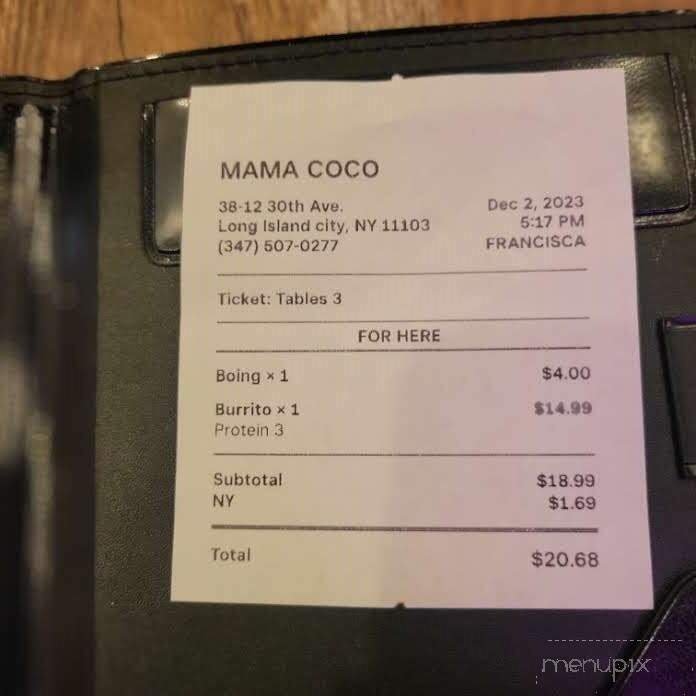 MAMA COCO
38-12 30th Ave.
Long Island city, NY 11103
(347) 507-0277
Dec 2, 2023
5:17 PM
FRANCISCA
Ticket: Tables 3
FOR HERE
Boing × 1 $4.00
Burrito × 1 $14.99
Protein 3
Subtotal $18.99
NY $1.69
Total $20.68
menupix